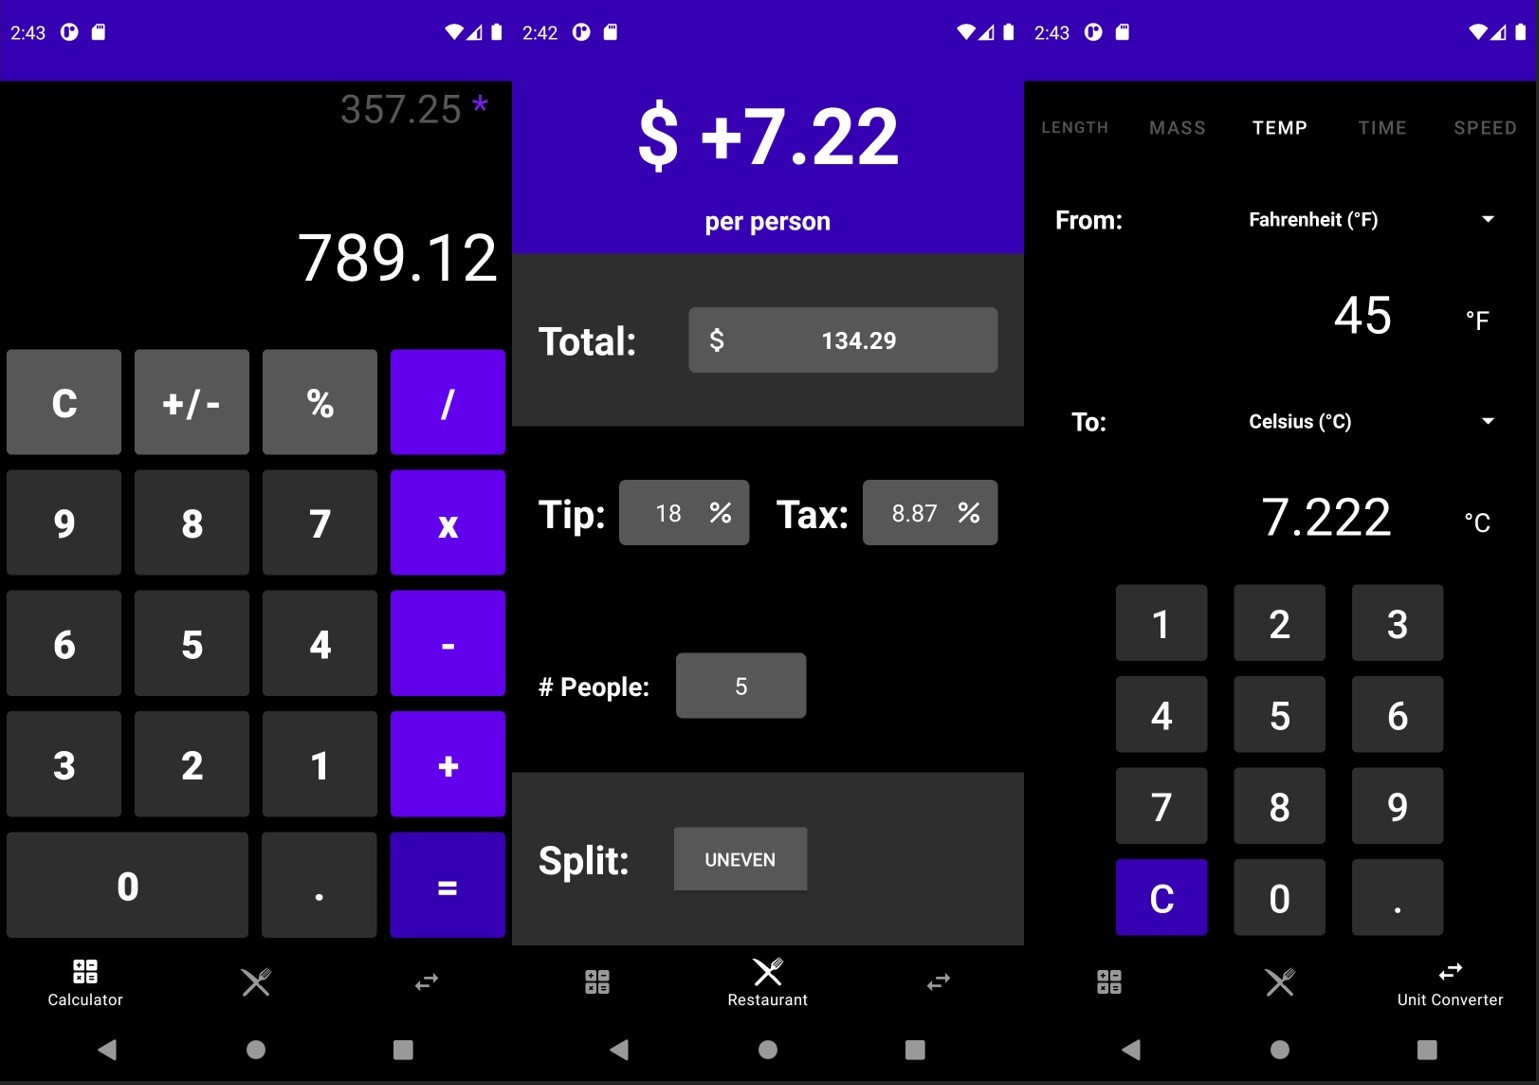 2:43
357.25 *
789.12
C +/- % /
9 8 7 x
6 5 4 -
3 2 1 +
0 . =
Calculator
2:42
$ +7.22
per person
Total: $ 134.29
Tip: 18 % Tax: 8.87 %
# People: 5
Split: UNEVEN
Restaurant
2:43
LENGTH MASS TEMP TIME SPEED
From: Fahrenheit (°F)
45 °F
To: Celsius (°C)
7.222 °C
1 2 3
4 5 6
7 8 9
C 0 .
Unit Converter